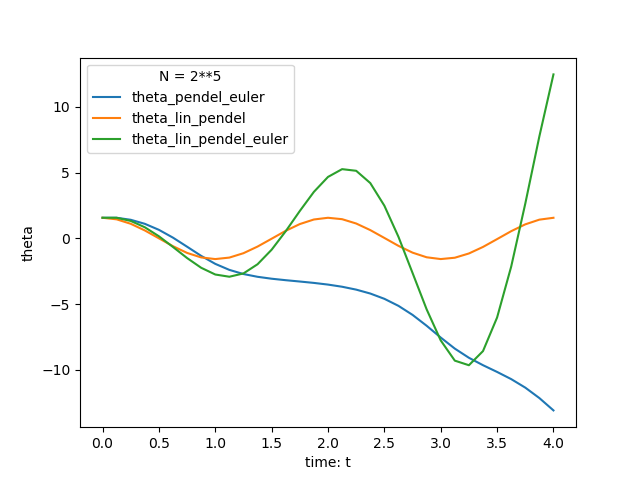 N = 2**5
theta_pendel_euler
theta_lin_pendel
theta_lin_pendel_euler
10
5
0
−5
−10
theta
0.0 0.5 1.0 1.5 2.0 2.5 3.0 3.5 4.0
time: t